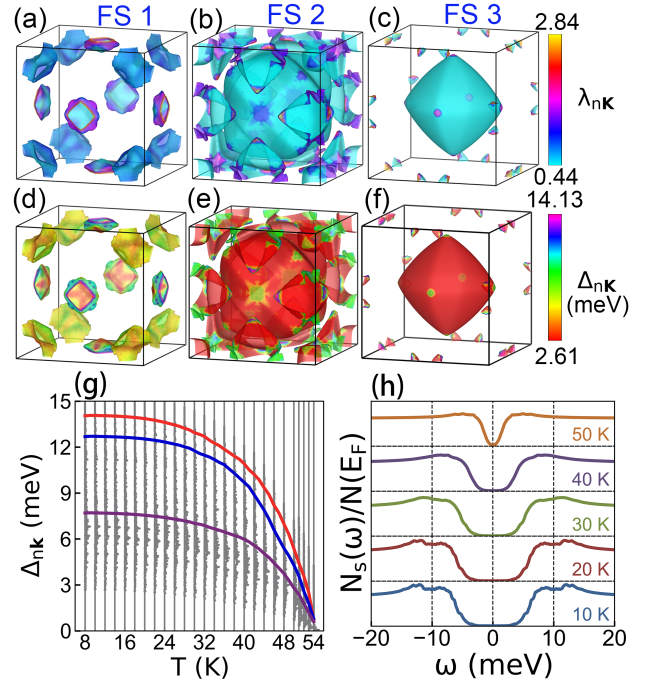 FS 1
FS 2
FS 3
(a)
(b)
(c)
2.84
λnK
0.44
(d)
(e)
(f)
14.13
ΔnK
(meV)
2.61
(g)
Δnk (meV)
15
12
9
6
3
0
8
16
24
32
40
48
54
T (K)
(h)
Ns(ω)/N(EF)
50 K
40 K
30 K
20 K
10 K
−20
−10
0
10
20
ω (meV)